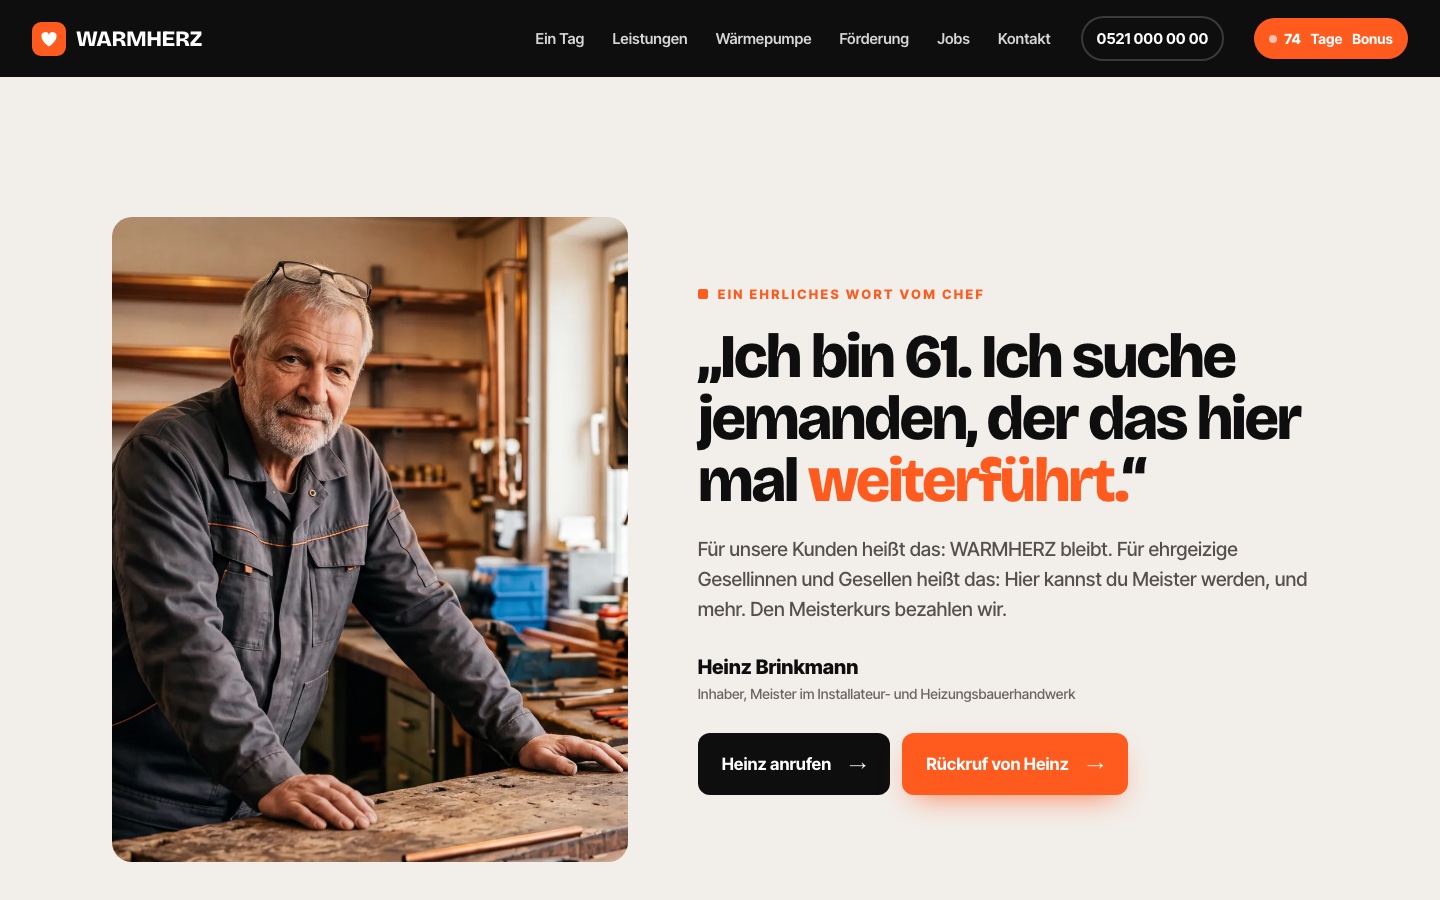 WARMHERZ
Ein Tag
Leistungen
Wärmepumpe
Förderung
Jobs
Kontakt
0521 000 00 00
74 Tage Bonus
EIN EHRLICHES WORT VOM CHEF
„Ich bin 61. Ich suche
jemanden, der das hier
mal weiterführt.“
Für unsere Kunden heißt das: WARMHERZ bleibt. Für ehrgeizige
Gesellinnen und Gesellen heißt das: Hier kannst du Meister werden, und
mehr. Den Meisterkurs bezahlen wir.
Heinz Brinkmann
Inhaber, Meister im Installateur- und Heizungsbauerhandwerk
Heinz anrufen →
Rückruf von Heinz →